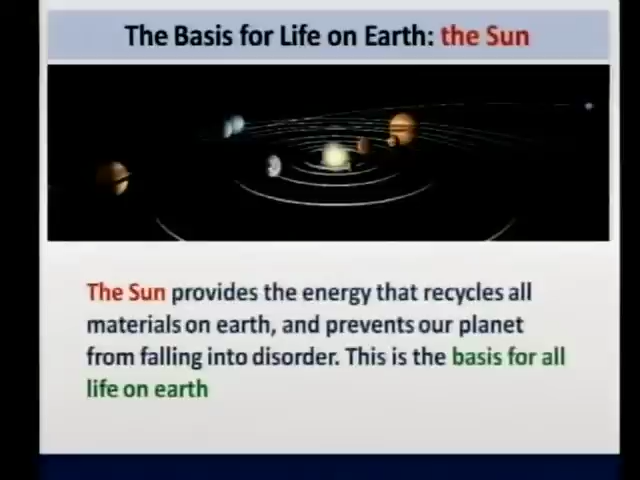 The Basis for Life on Earth: the Sun
The Sun provides the energy that recycles all
materials on earth, and prevents our planet
from falling into disorder. This is the basis for all
life on earth